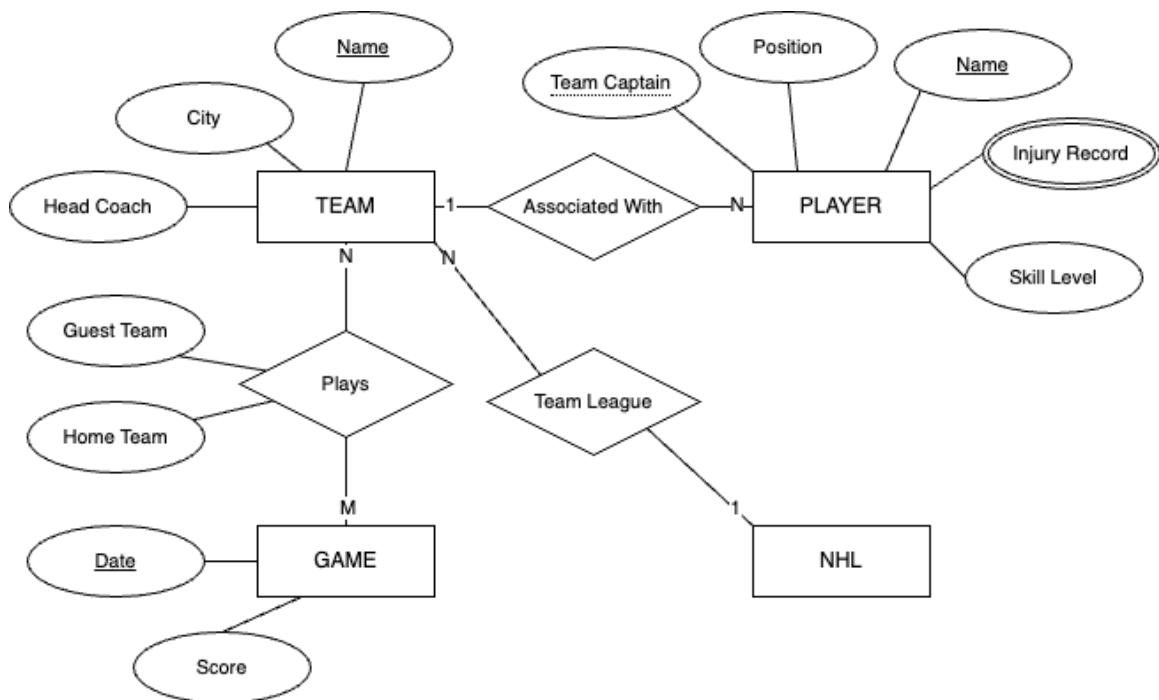 Name
Position
Team Captain
Name
City
Injury Record
Head Coach
TEAM
1
Associated With
N
PLAYER
N
N
Skill Level
Guest Team
Plays
Team League
Home Team
M
1
Date
GAME
NHL
Score